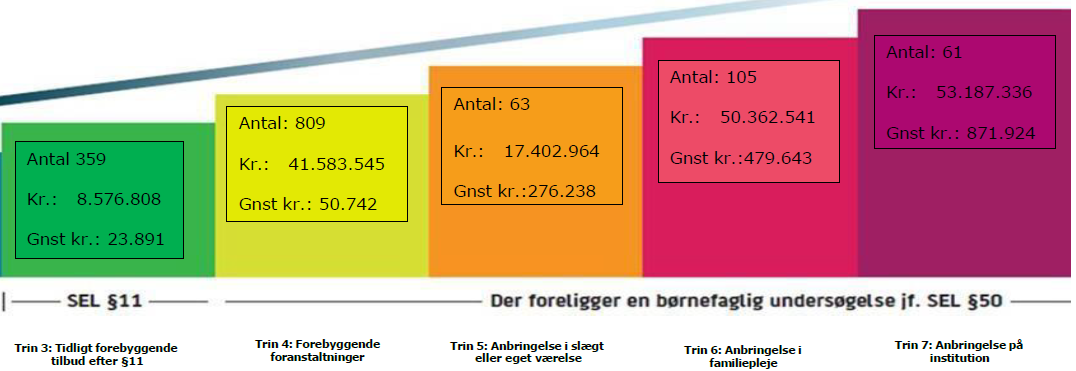 Antal 359
Kr.: 8.576.808
Gnst kr.: 23.891
Antal: 809
Kr.: 41.583.545
Gnst kr.: 50.742
Antal: 63
Kr.: 17.402.964
Gnst kr.:276.238
Antal: 105
Kr.: 50.362.541
Gnst kr.:479.643
Antal: 61
Kr.: 53.187.336
Gnst kr.: 871.924
SEL §11
Der foreligger en børnefaglig undersøgelse jf. SEL §50
Trin 3: Tidligt forebyggende
tilbud efter §11
Trin 4: Forebyggende
foranstaltninger
Trin 5: Anbringelse i slægt
eller eget værelse
Trin 6: Anbringelse i
familiepleje
Trin 7: Anbringelse på
institution